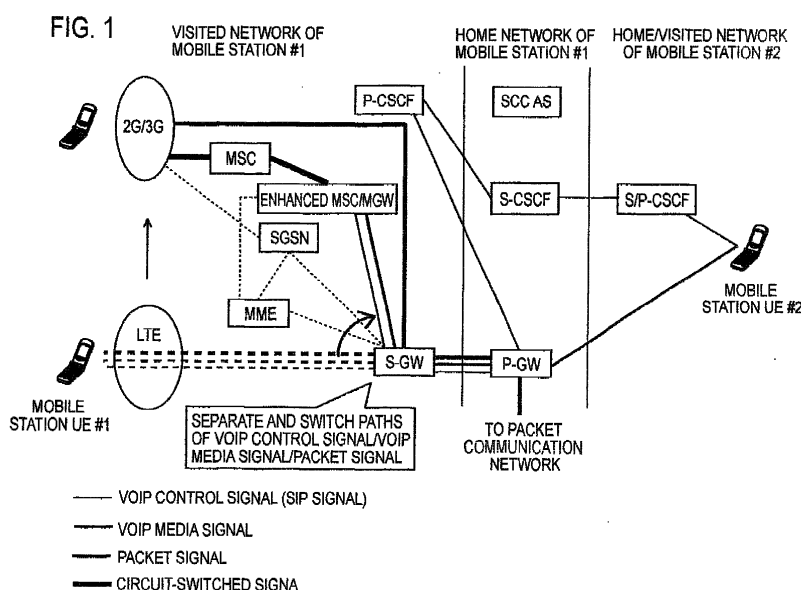 FIG. 1
VISITED NETWORK OF
MOBILE STATION #1
HOME NETWORK OF
MOBILE STATION #1
HOME/VISITED NETWORK
OF MOBILE STATION #2
P-CSCF
SCC AS
2G/3G
MSC
ENHANCED MSC/MGW
S-CSCF
S/P-CSCF
SGSN
MME
MOBILE
STATION UE #2
LTE
S-GW
P-GW
MOBILE
STATION UE #1
SEPARATE AND SWITCH PATHS
OF VOIP CONTROL SIGNAL/VOIP
MEDIA SIGNAL/PACKET SIGNAL
TO PACKET
COMMUNICATION
NETWORK
VOIP CONTROL SIGNAL (SIP SIGNAL)
VOIP MEDIA SIGNAL
PACKET SIGNAL
CIRCUIT-SWITCHED SIGNA